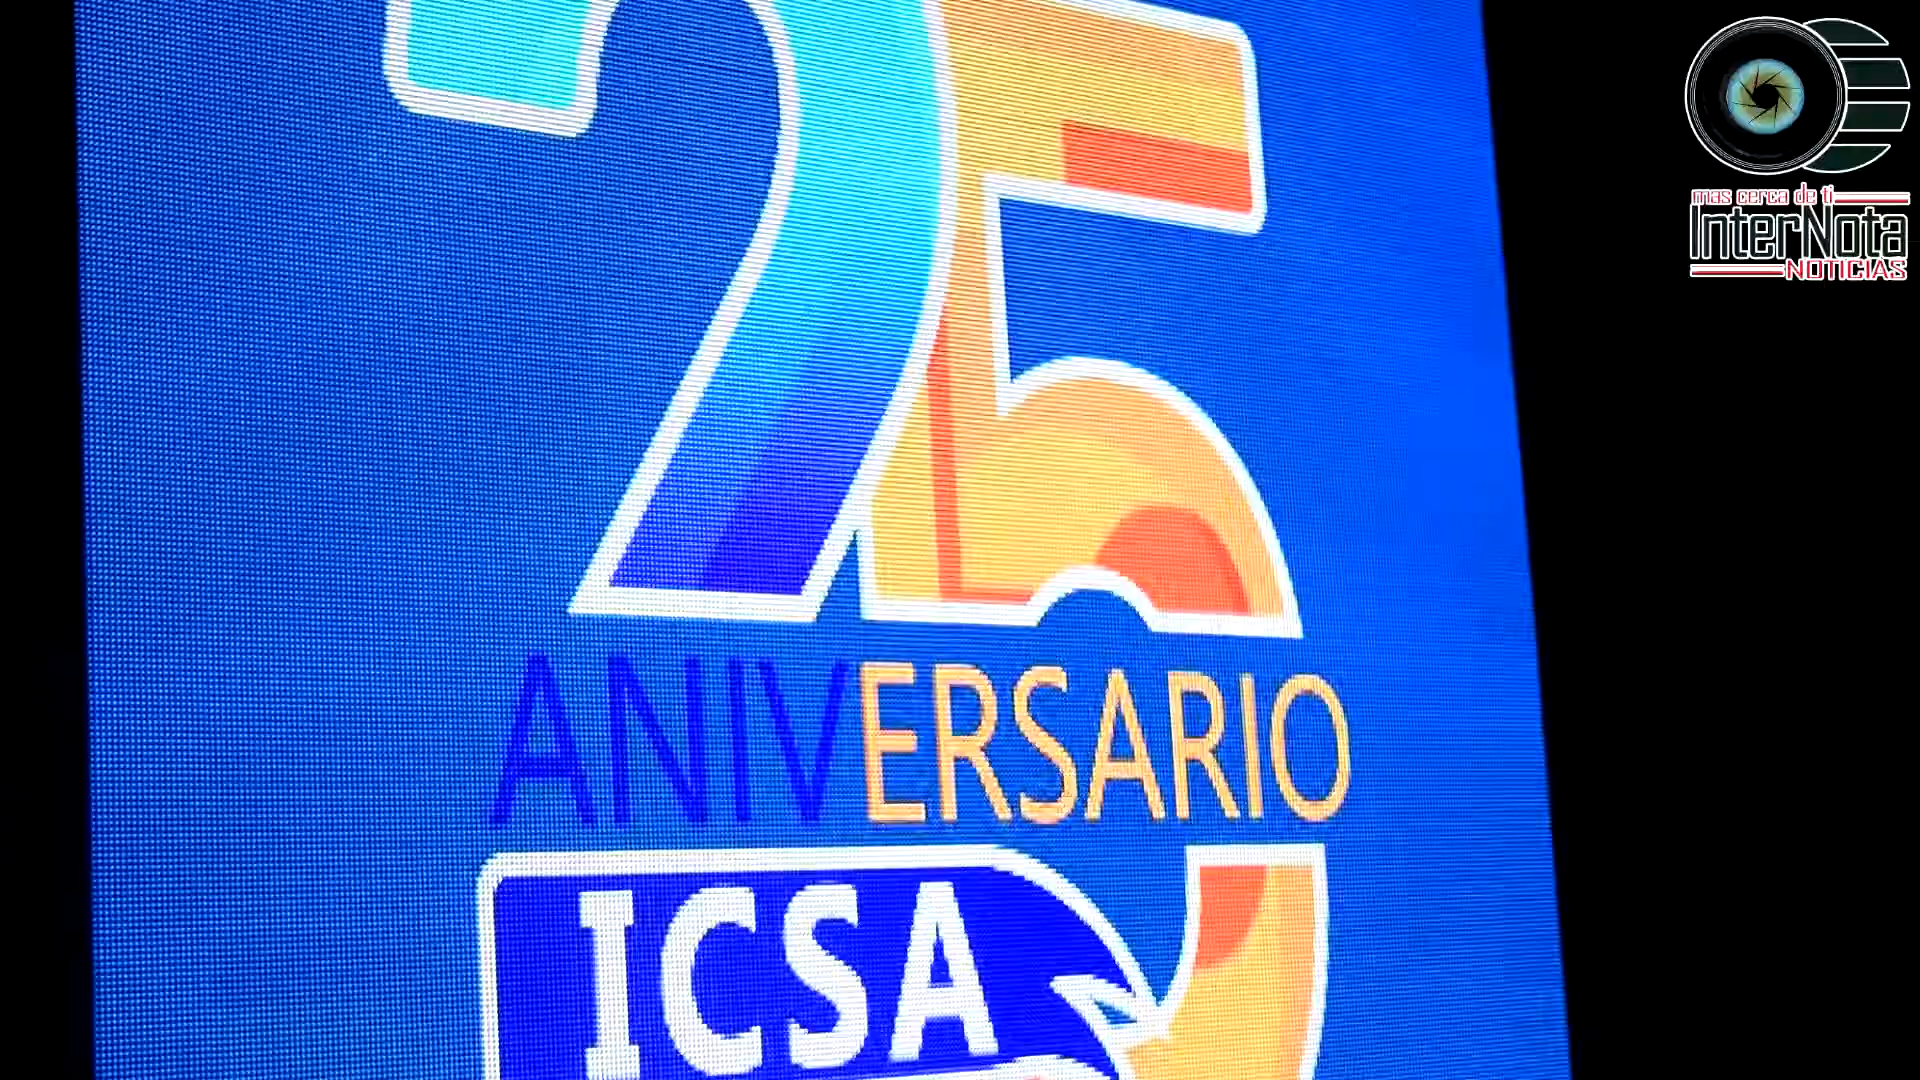 25
ANIVERSARIO
ICSA
mas cerca de ti
InterNota
NOTICIAS